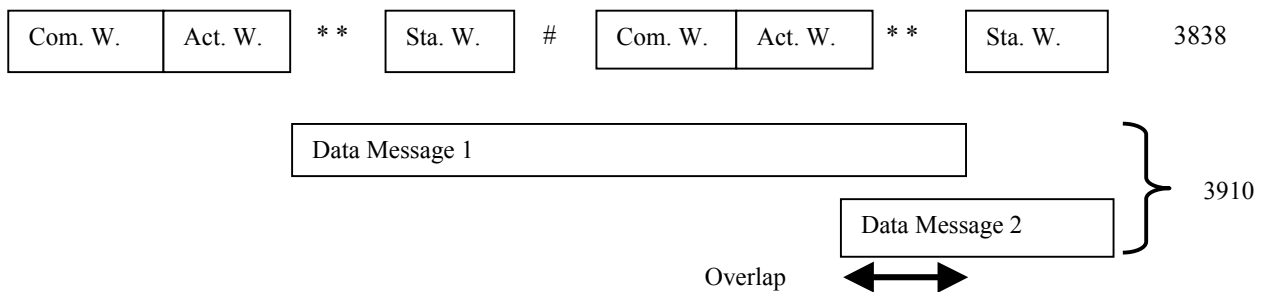 Com. W. Act. W. * * Sta. W. # Com. W. Act. W. * * Sta. W. 3838
Data Message 1
3910
Data Message 2
Overlap